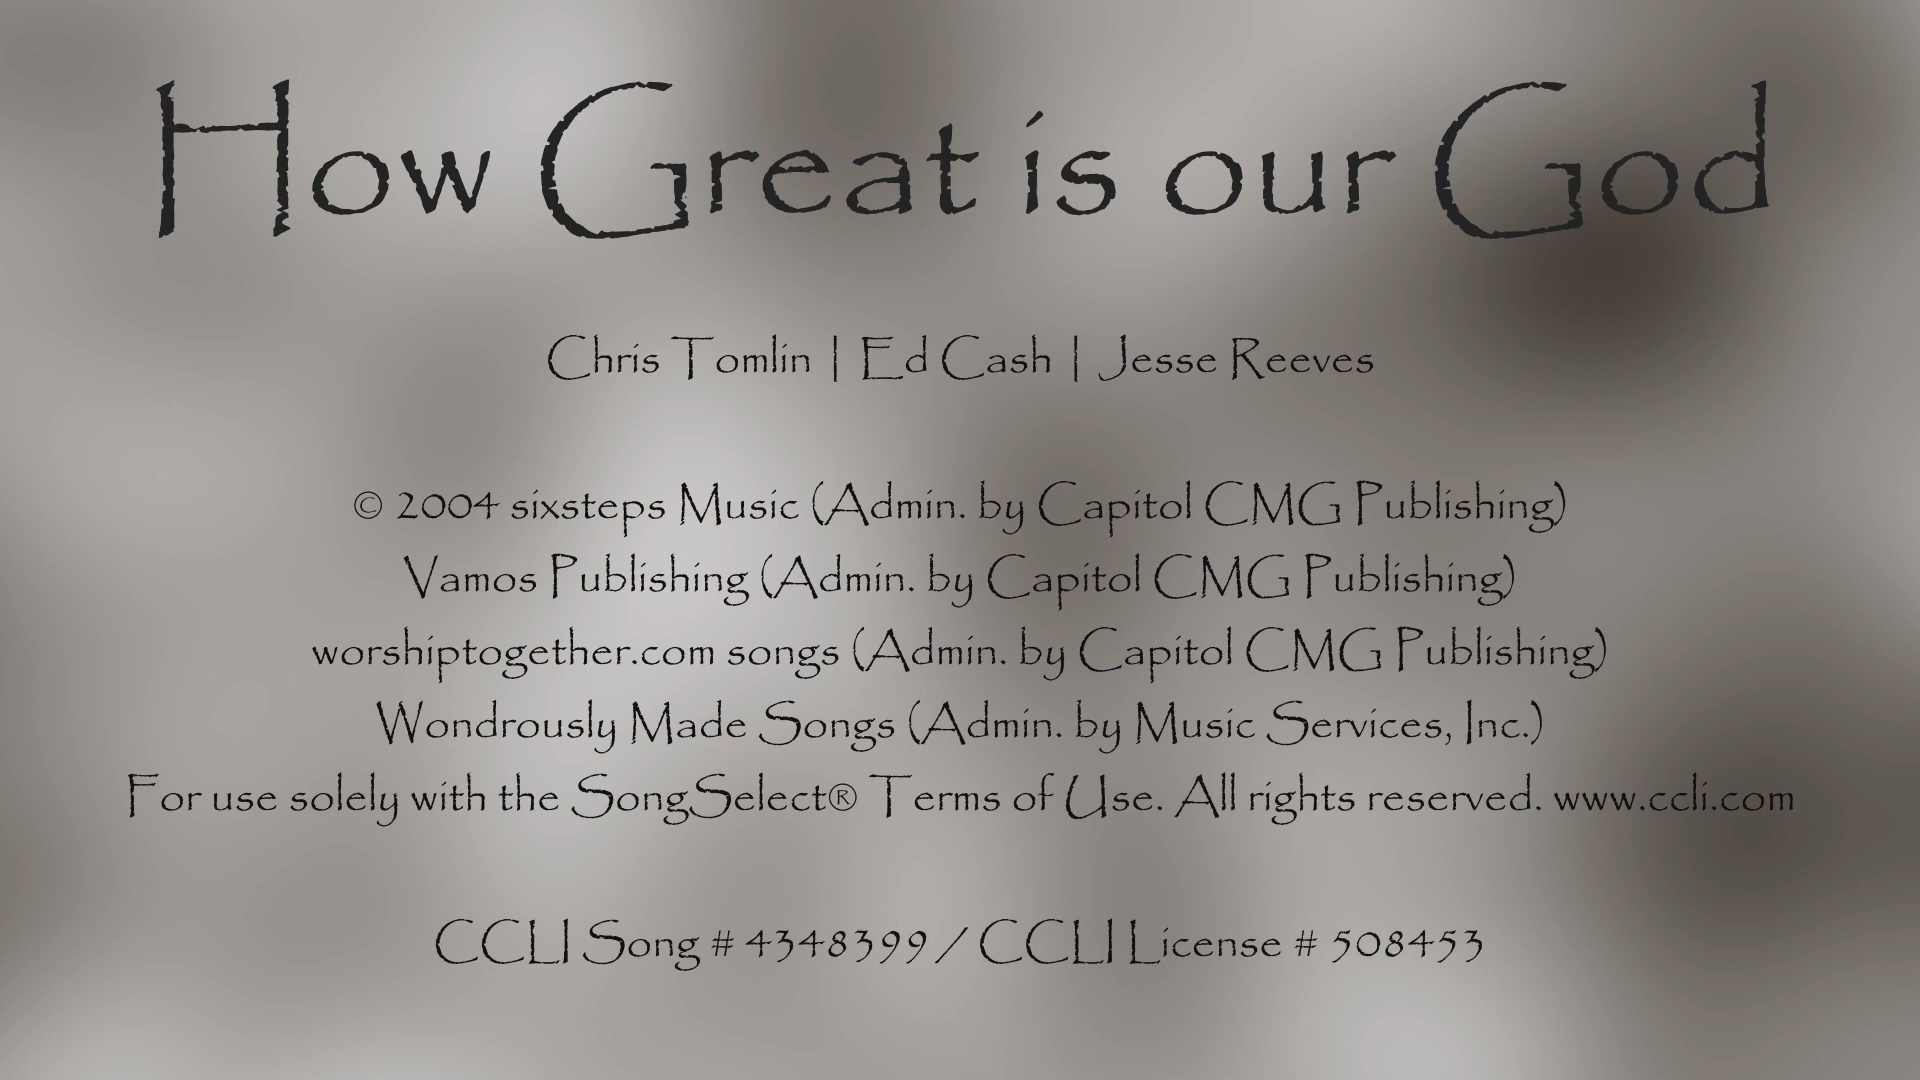 How Great is our God
Chris Tomlin | Ed Cash | Jesse Reeves
© 2004 sixsteps Music (Admin. by Capitol CMG Publishing)
Vamos Publishing (Admin. by Capitol CMG Publishing)
worshiptogether.com songs (Admin. by Capitol CMG Publishing)
Wondrously Made Songs (Admin. by Music Services, Inc.)
For use solely with the SongSelect® Terms of Use. All rights reserved. www.ccli.com
CCLI Song # 4348399 / CCLI License # 508453